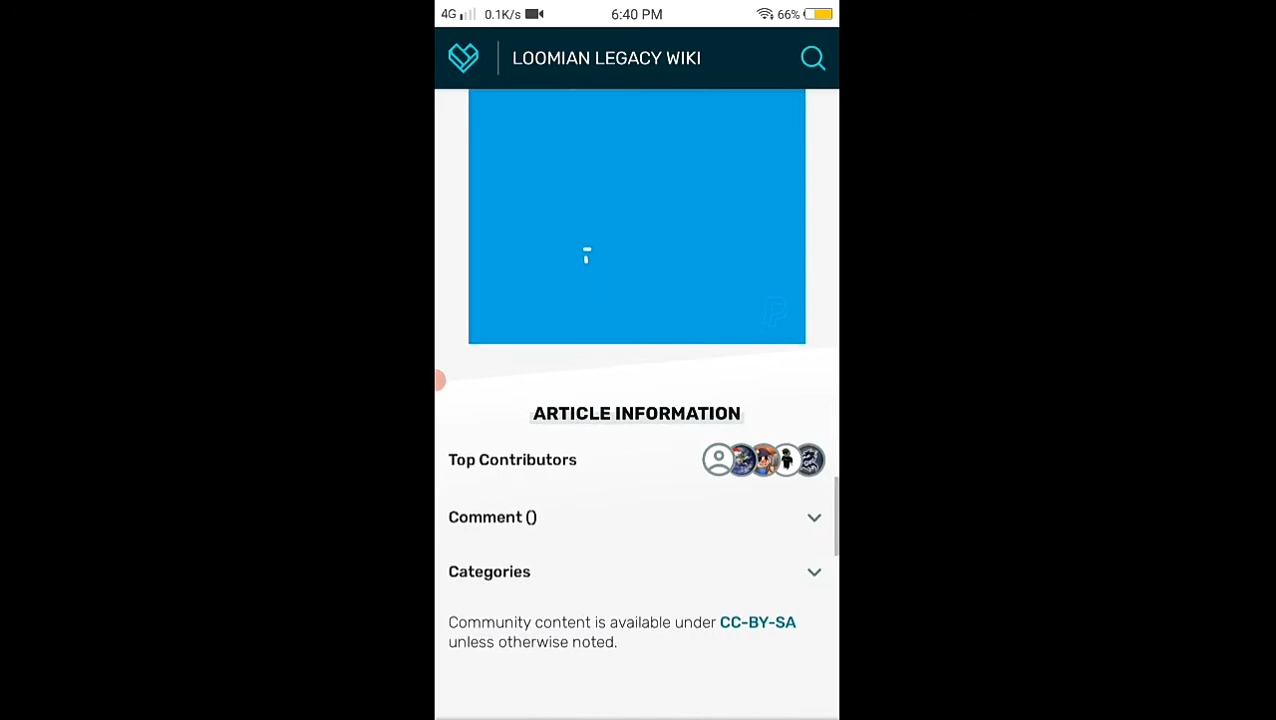 4G 0.1K/s 6:40 PM 66%
LOOMIAN LEGACY WIKI
ARTICLE INFORMATION
Top Contributors
Comment ()
Categories
Community content is available under CC-BY-SA
unless otherwise noted.